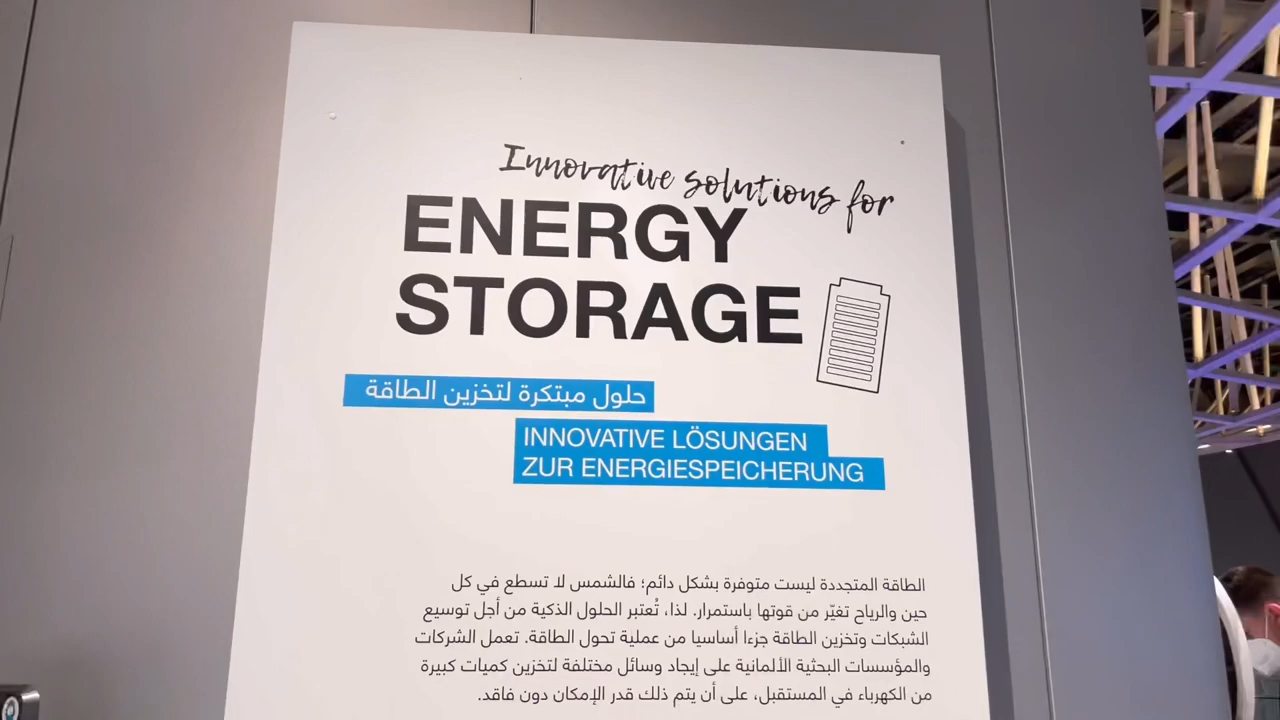 Innovative solutions for
ENERGY
STORAGE
حلول مبتكرة لتخزين الطاقة
INNOVATIVE LÖSUNGEN
ZUR ENERGIESPEICHERUNG
الطاقة المتجددة ليست متوفرة بشكل دائم؛ فالشمس لا تسطع في كل
حين والرياح تغيّر من قوتها باستمرار. لذا، تُعتبر الحلول الذكية من أجل توسيع
الشبكات وتخزين الطاقة جزءا أساسيا من عملية تحول الطاقة. تعمل الشركات
والمؤسسات البحثية الألمانية على إيجاد وسائل مختلفة لتخزين كميات كبيرة
من الكهرباء في المستقبل، على أن يتم ذلك قدر الإمكان دون فاقد.